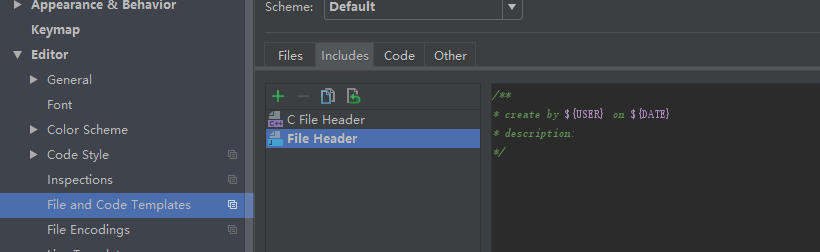 Appearance & Behavior
Keymap
Editor
General
Font
Color Scheme
Code Style
Inspections
File and Code Templates
File Encodings
Scheme: Default
Files Includes Code Other
C File Header
File Header
/**
* create by ${USER} on ${DATE}
* description:
*/